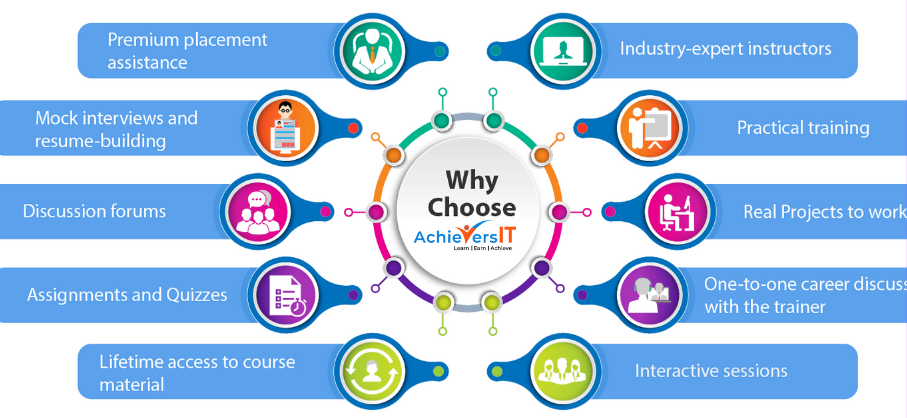 Premium placement
assistance
Mock interviews and
resume-building
Discussion forums
Assignments and Quizzes
Lifetime access to course
material
Why
Choose
AchieversIT
Learn | Earn | Achieve
Industry-expert instructors
Practical training
Real Projects to work
One-to-one career discuss
with the trainer
Interactive sessions